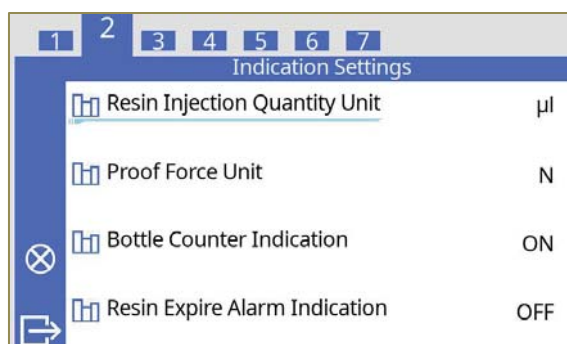 1 2 3 4 5 6 7
Indication Settings
Resin Injection Quantity Unit µl
Proof Force Unit N
Bottle Counter Indication ON
Resin Expire Alarm Indication OFF